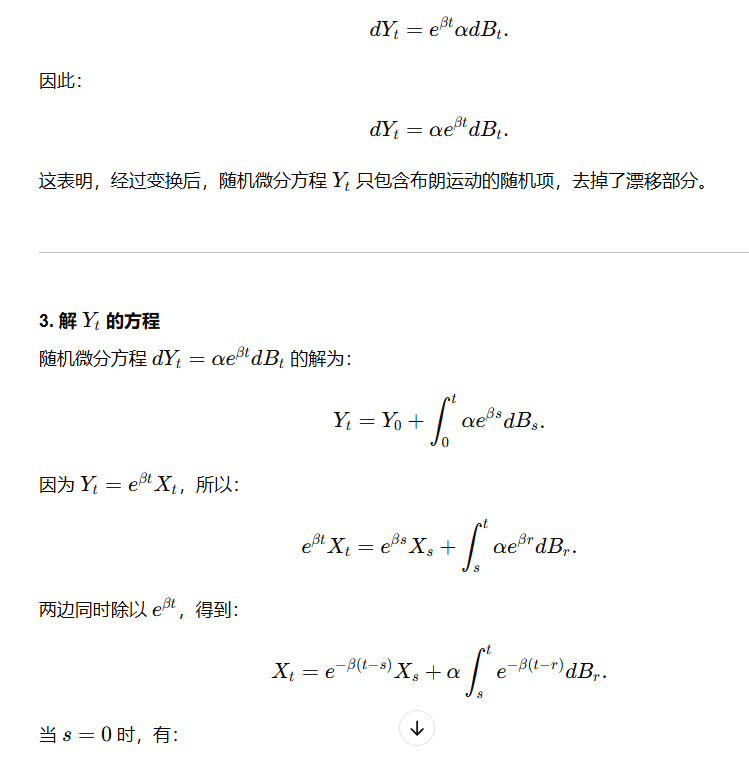 $dY_t = e^{\beta t} \alpha dB_t.$
因此：
$dY_t = \alpha e^{\beta t} dB_t.$
这表明，经过变换后，随机微分方程 $Y_t$ 只包含布朗运动的随机项，去掉了漂移部分。
3. 解 $Y_t$ 的方程
随机微分方程 $dY_t = \alpha e^{\beta t} dB_t$ 的解为：
$Y_t = Y_0 + \int_0^t \alpha e^{\beta s} dB_s.$
因为 $Y_t = e^{\beta t} X_t$，所以：
$e^{\beta t} X_t = e^{\beta s} X_s + \int_s^t \alpha e^{\beta r} dB_r.$
两边同时除以 $e^{\beta t}$，得到：
$X_t = e^{-\beta(t-s)} X_s + \alpha \int_s^t e^{-\beta(t-r)} dB_r.$
当 $s = 0$ 时，有：